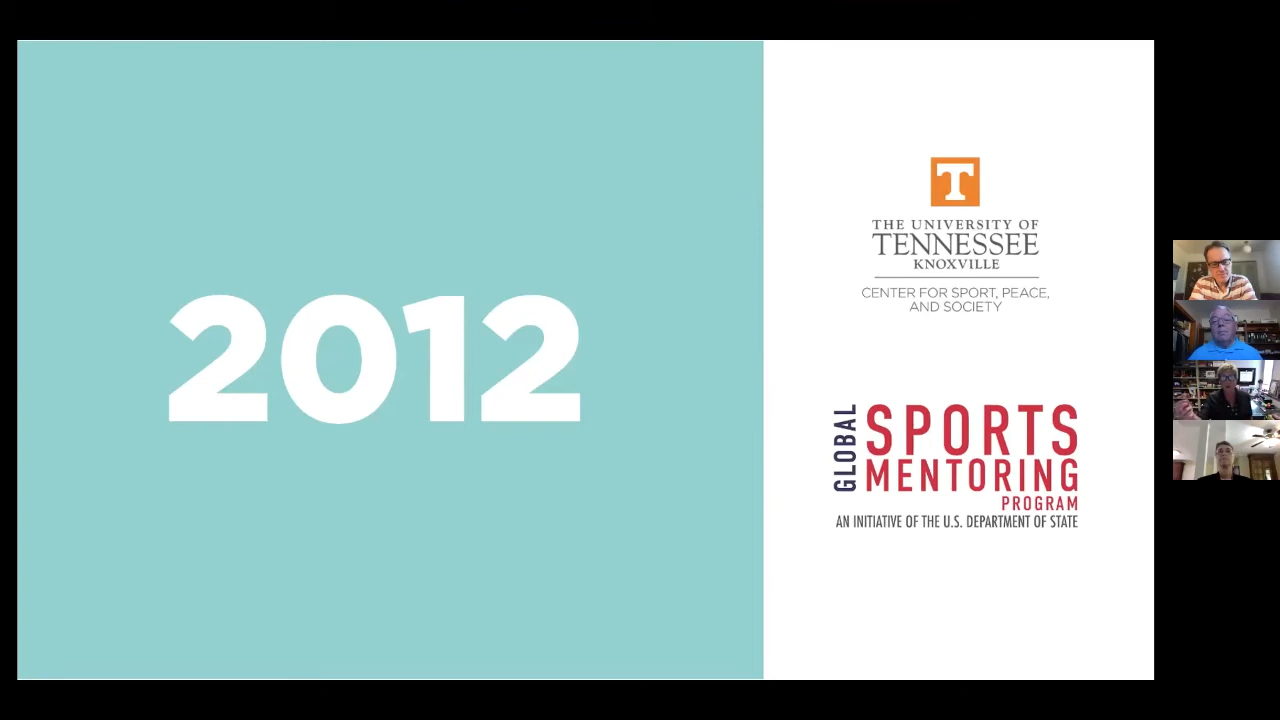 2012
T
THE UNIVERSITY OF
TENNESSEE
KNOXVILLE
CENTER FOR SPORT, PEACE,
AND SOCIETY
GLOBAL
SPORTS
MENTORING
PROGRAM
AN INITIATIVE OF THE U.S. DEPARTMENT OF STATE